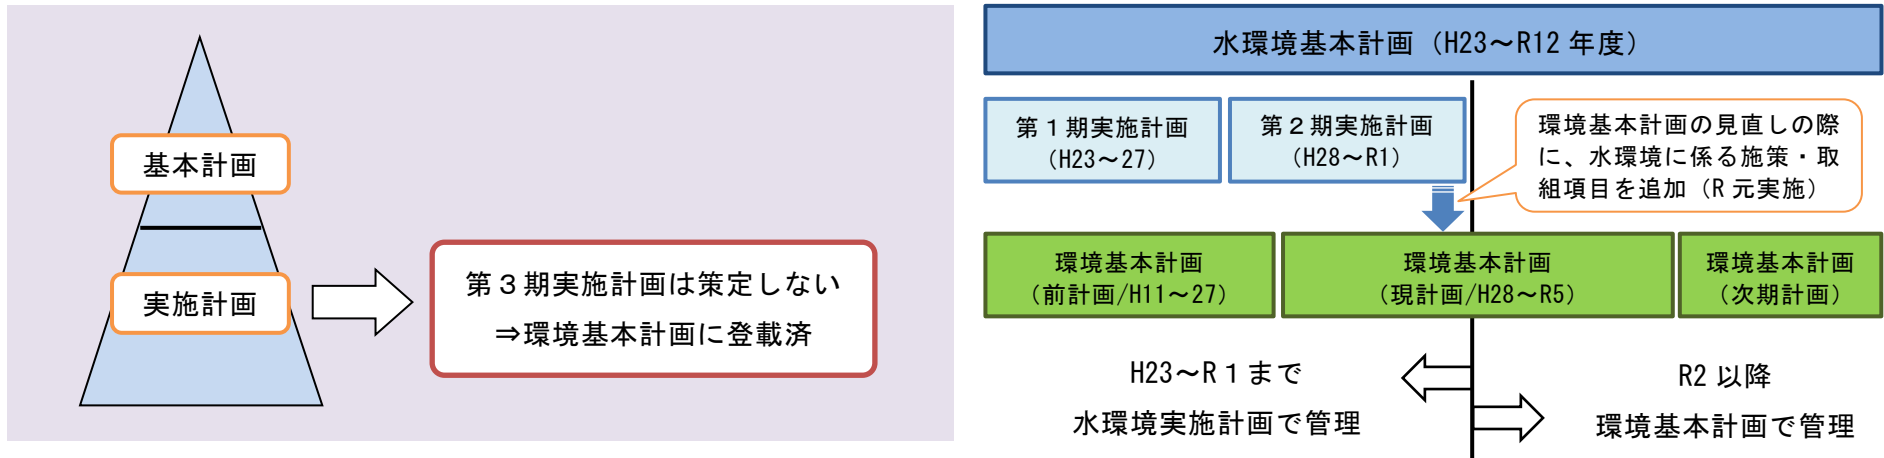 基本計画
実施計画
第３期実施計画は策定しない
⇒環境基本計画に登載済
水環境基本計画（H23～R12 年度）
第１期実施計画
（H23～27）
第２期実施計画
（H28～R1）
環境基本計画の見直しの際
に、水環境に係る施策・取
組項目を追加（R 元実施）
環境基本計画
（前計画/H11～27）
環境基本計画
（現計画/H28～R5）
環境基本計画
（次期計画）
H23～R１まで
水環境実施計画で管理
R2 以降
環境基本計画で管理